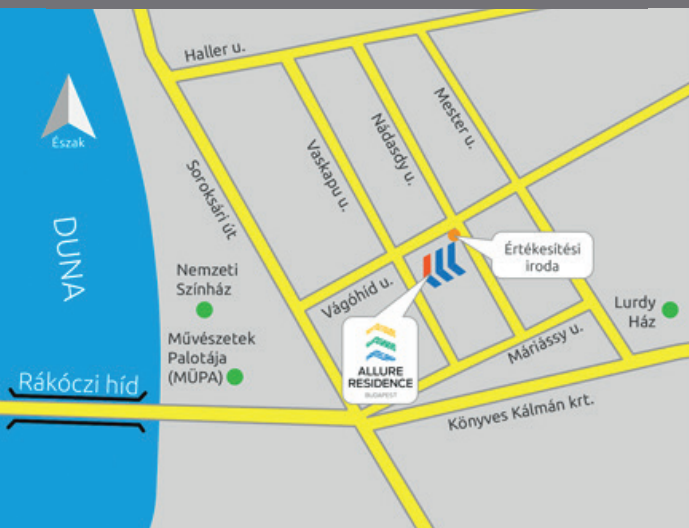 Haller u.
Észak
Mester u.
Nádasdy u.
Vaskapu u.
Soroksári út
DUNA
Értékesítési
iroda
Nemzeti
Színház
Vágóhíd u.
Lurdy
Ház
Művészetek
Palotája
(MÜPA)
Máriássy u.
ALLURE
RESIDENCE
BUDAPEST
Rákóczi híd
Könyves Kálmán krt.